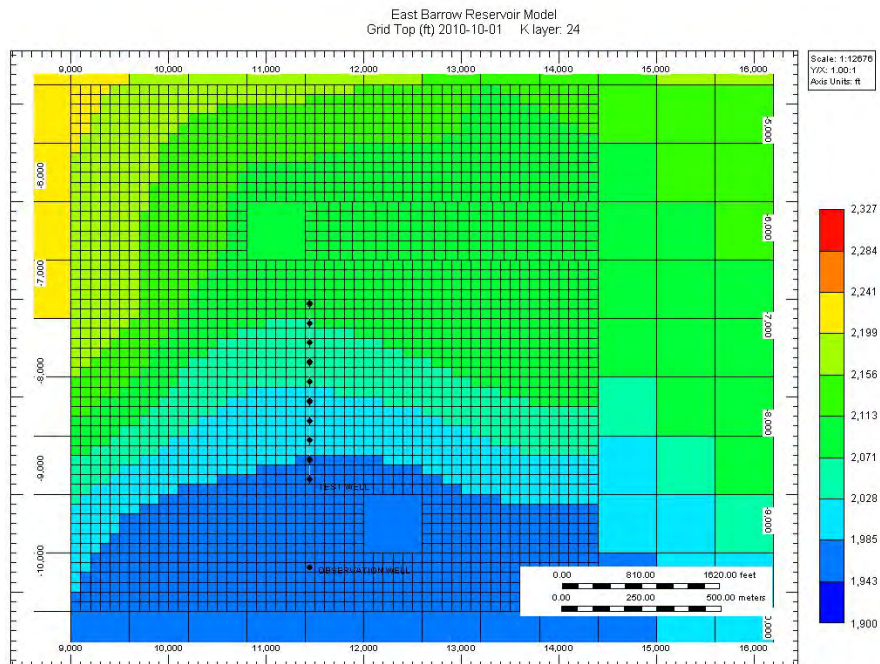 East Barrow Reservoir Model
Grid Top (ft) 2010-10-01 K layer: 24
Scale: 1:12676
Y/X: 1.00:1
Axis Units: ft
9,000 10,000 11,000 12,000 13,000 14,000 15,000 16,000
-6,000
-7,000
-8,000
-9,000
-10,000
-5,000
-6,000
-7,000
-8,000
-9,000
TEST WELL
OBSERVATION WELL
0.00 810.00 1620.00 feet
0.00 250.00 500.00 meters
9,000 10,000 11,000 12,000 13,000 14,000 15,000 16,000
2,327
2,284
2,241
2,199
2,156
2,113
2,071
2,028
1,985
1,943
1,900